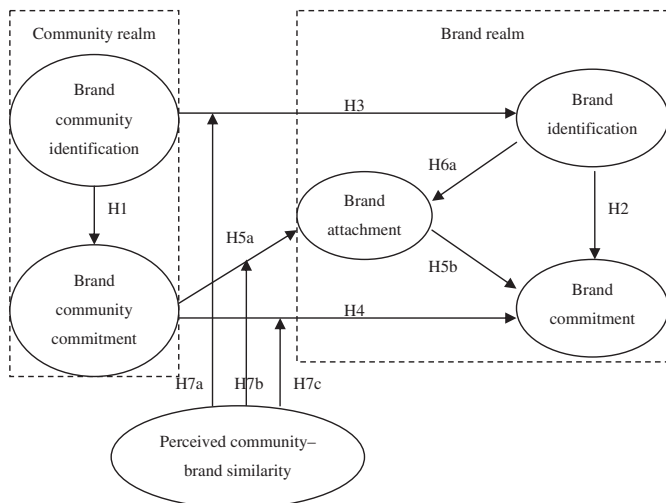 Community realm
Brand realm
Brand
community
identification
H3
Brand
identification
H6a
Brand
attachment
H1
H2
H5a
H5b
Brand
community
commitment
H4
Brand
commitment
H7a
H7b
H7c
Perceived community–
brand similarity